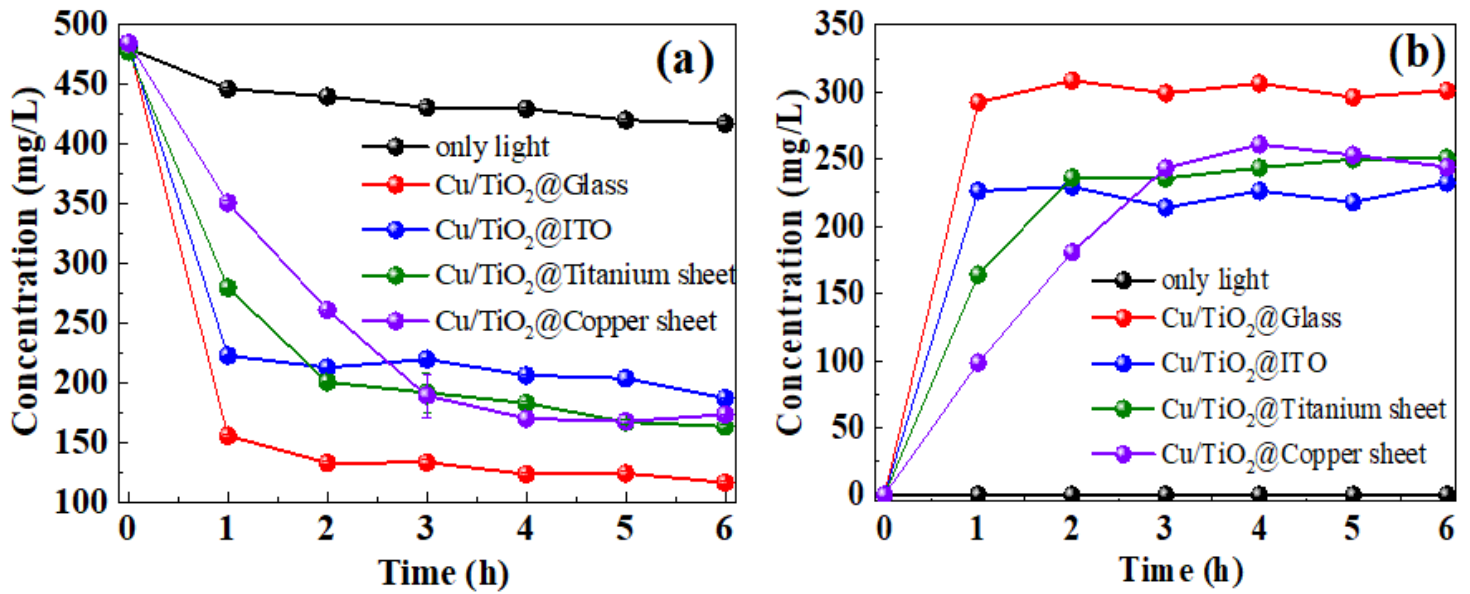 (a)
Concentration (mg/L)
500
450
400
350
300
250
200
150
100
only light
Cu/TiO₂@Glass
Cu/TiO₂@ITO
Cu/TiO₂@Titanium sheet
Cu/TiO₂@Copper sheet
0 1 2 3 4 5 6
Time (h)
(b)
Concentration (mg/L)
350
300
250
200
150
100
50
0
only light
Cu/TiO₂@Glass
Cu/TiO₂@ITO
Cu/TiO₂@Titanium sheet
Cu/TiO₂@Copper sheet
0 1 2 3 4 5 6
Time (h)